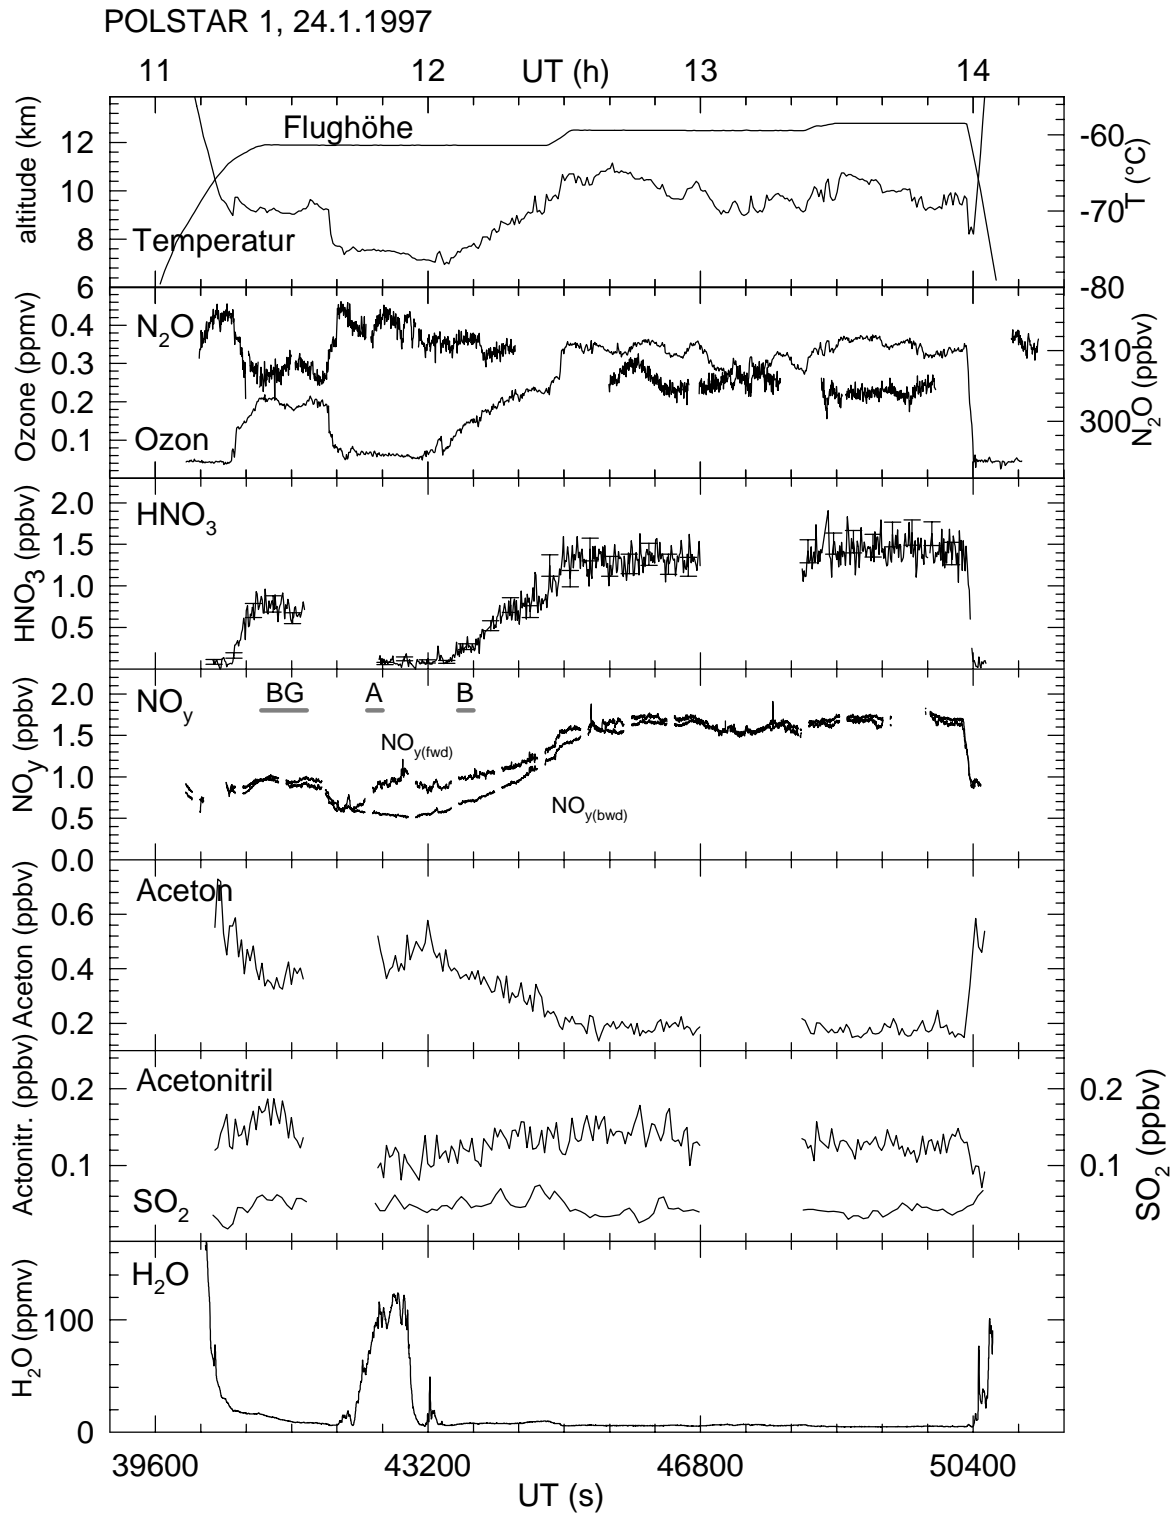 POLSTAR 1, 24.1.1997
11 12 UT (h) 13 14
altitude (km)
12
10
8
6
Flughöhe
Temperatur
-60
-70
-80
T (°C)
Ozone (ppmv)
0.4
0.3
0.2
0.1
N2O
Ozon
310
300
N2O (ppbv)
HNO3 (ppbv)
2.0
1.5
1.0
0.5
HNO3
NOy (ppbv)
2.0
1.5
1.0
0.5
0.0
NOy
BG A B
NOy(fwd)
NOy(bwd)
Aceton (ppbv)
0.6
0.4
0.2
Aceton
Actonitr. (ppbv)
0.2
0.1
Acetonitril
SO2
0.2
0.1
SO2 (ppbv)
H2O (ppmv)
100
0
H2O
39600 43200 46800 50400
UT (s)